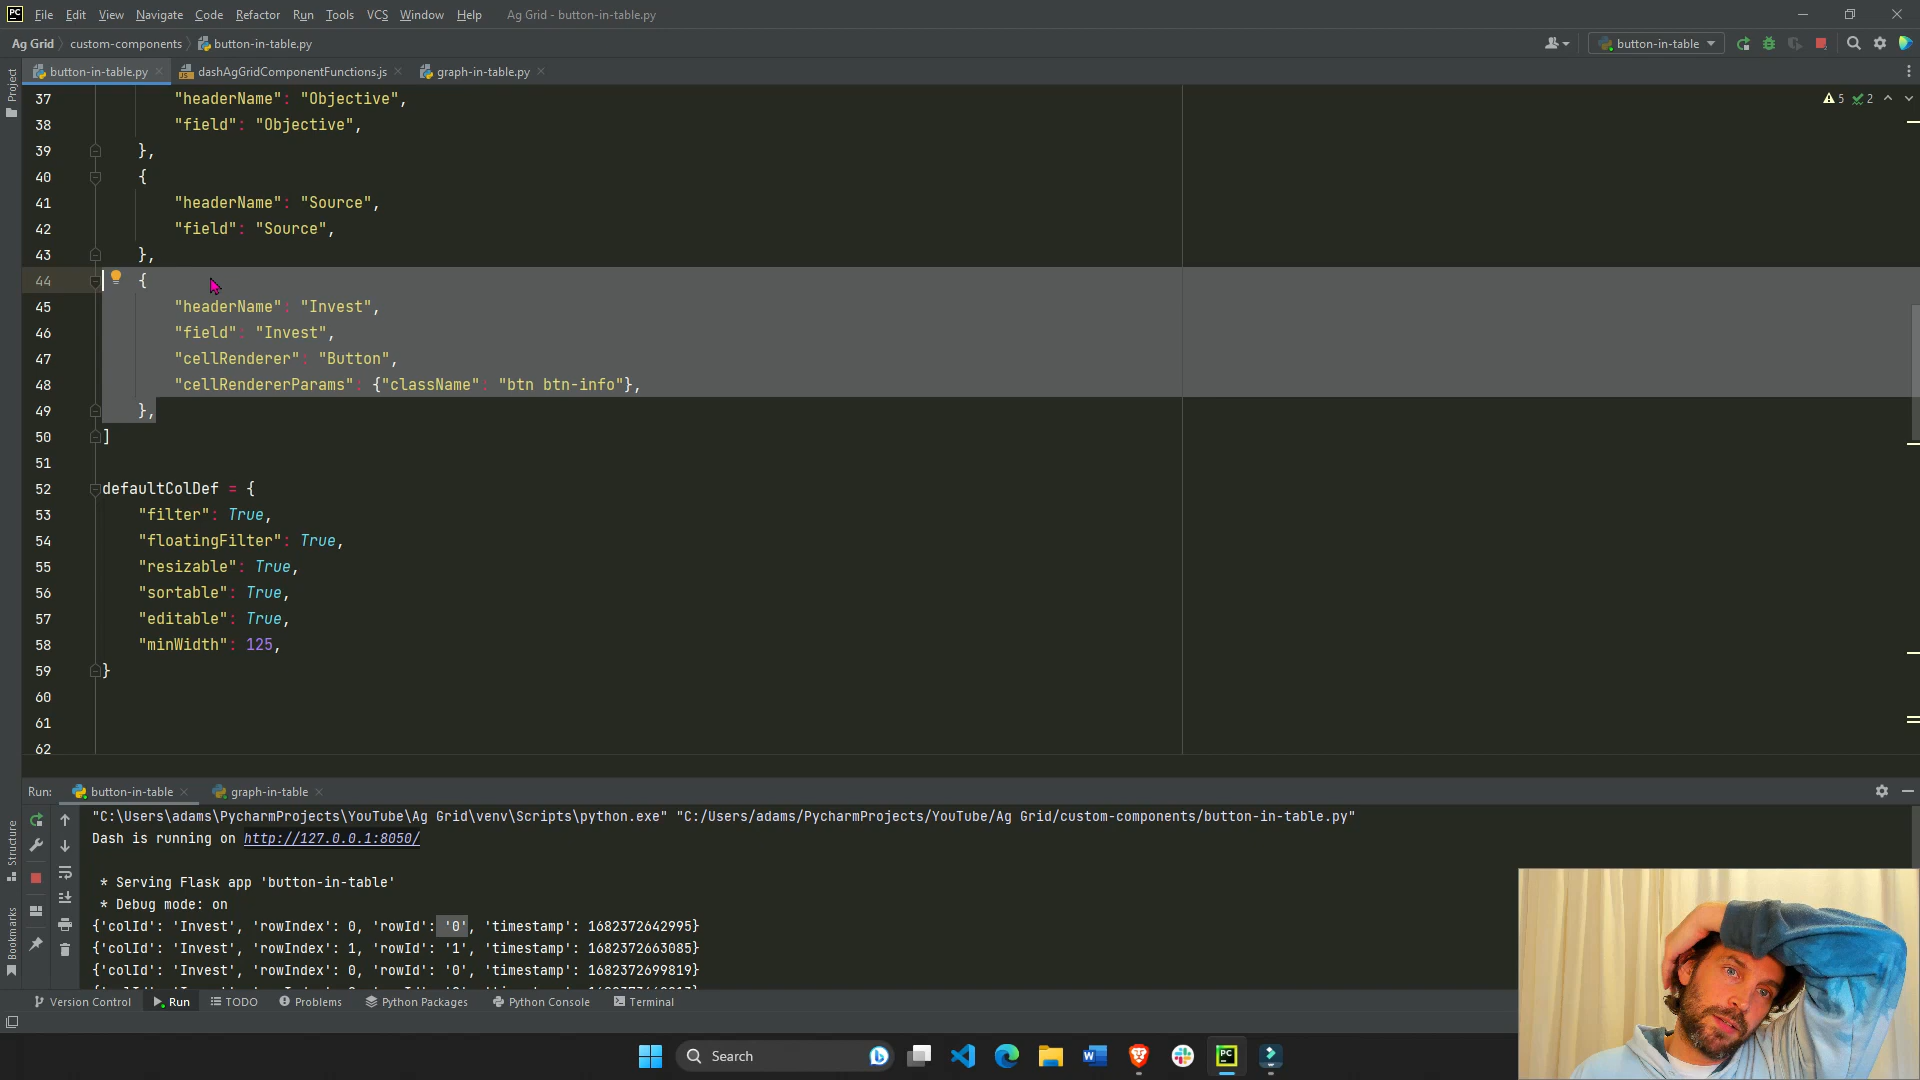 PC File Edit View Navigate Code Refactor Run Tools VCS Window Help Ag Grid - button-in-table.py
Ag Grid custom-components button-in-table.py button-in-table
button-in-table.py dashAgGridComponentFunctions.js graph-in-table.py
Project
5 2
37 "headerName": "Objective",
38 "field": "Objective",
39 },
40 {
41 "headerName": "Source",
42 "field": "Source",
43 },
44 {
45 "headerName": "Invest",
46 "field": "Invest",
47 "cellRenderer": "Button",
48 "cellRendererParams": {"className": "btn btn-info"},
49 },
50 ]
51
52 defaultColDef = {
53 "filter": True,
54 "floatingFilter": True,
55 "resizable": True,
56 "sortable": True,
57 "editable": True,
58 "minWidth": 125,
59 }
60
61
62
Run: button-in-table graph-in-table
"C:\Users\adams\PycharmProjects\YouTube\Ag Grid\venv\Scripts\python.exe" "C:/Users/adams/PycharmProjects/YouTube/Ag Grid/custom-components/button-in-table.py"
Dash is running on http://127.0.0.1:8050/
* Serving Flask app 'button-in-table'
* Debug mode: on
{'colId': 'Invest', 'rowIndex': 0, 'rowId': '0', 'timestamp': 1682372642995}
{'colId': 'Invest', 'rowIndex': 1, 'rowId': '1', 'timestamp': 1682372663085}
{'colId': 'Invest', 'rowIndex': 0, 'rowId': '0', 'timestamp': 1682372699819}
Structure
Bookmarks
Version Control Run TODO Problems Python Packages Python Console Terminal
Search
PC